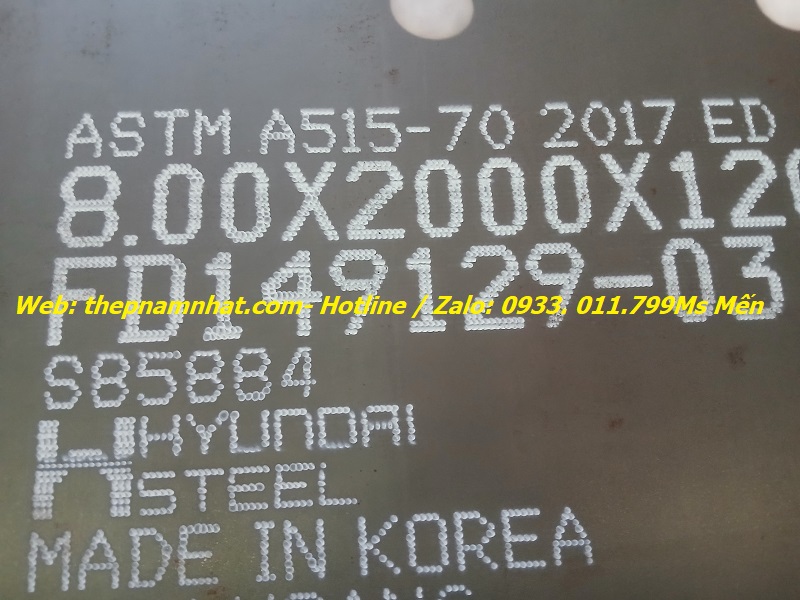 ASTM A515-70 2017 ED
8.00X2000X120
FD149129-03
Web: thepnamnhat.com- Hotline / Zalo: 0933. 011.799Ms Mến
S85884
HYUNDAI
STEEL
MADE IN KOREA